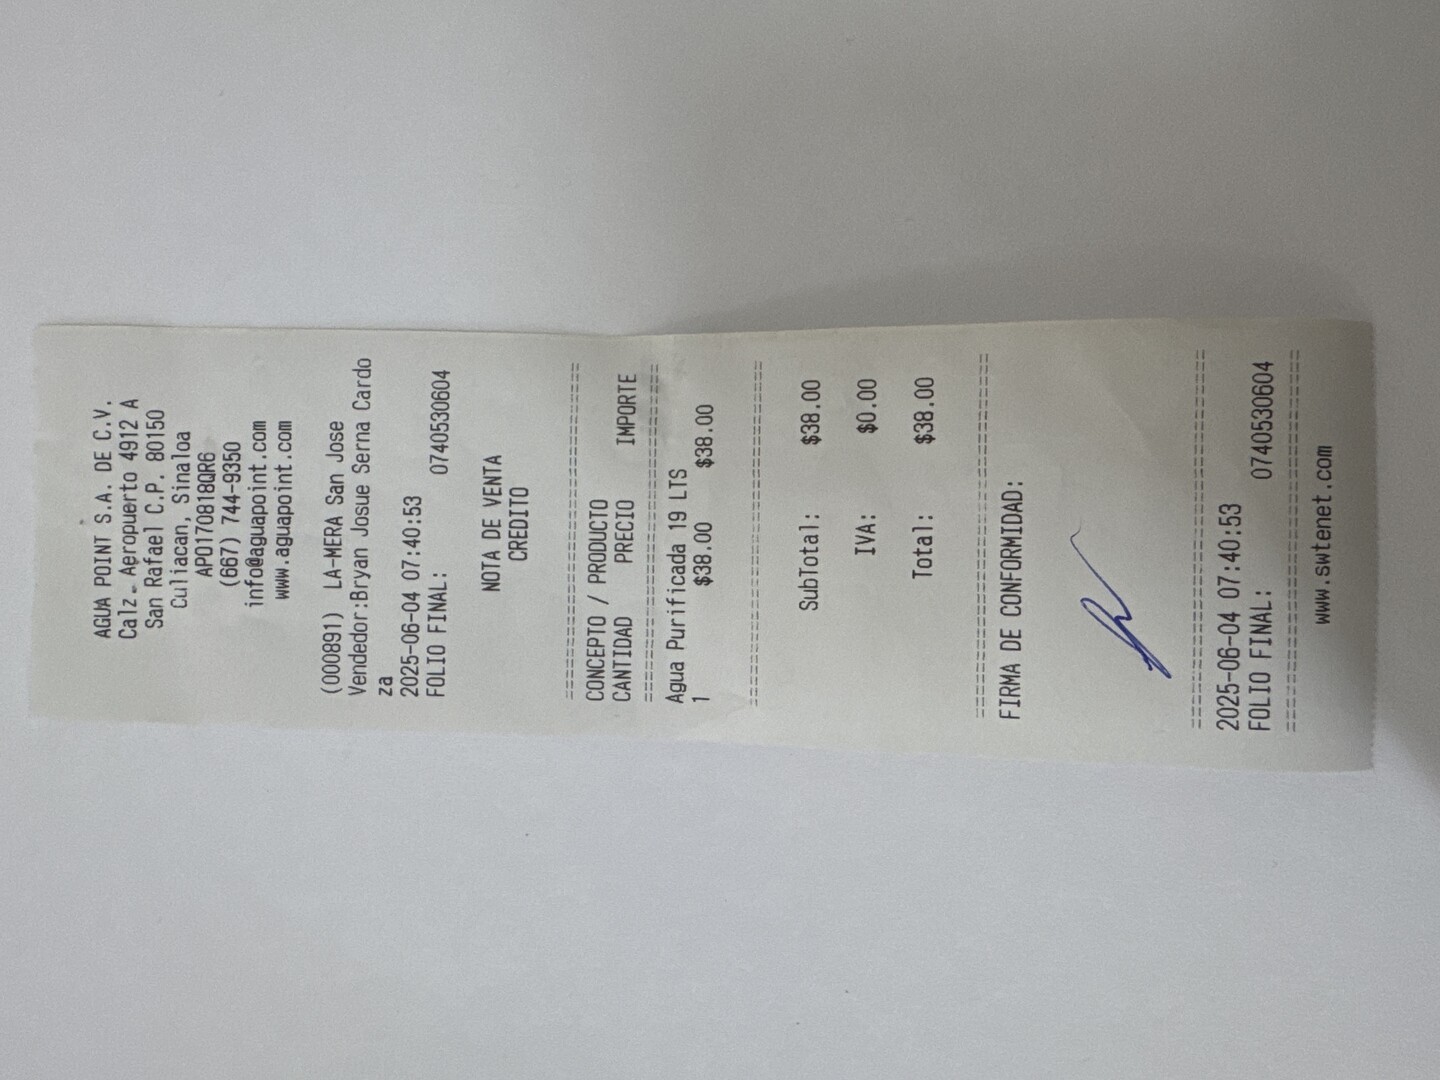 AGUA POINT S.A. DE C.V.
Calz. Aeropuerto 4912 A
San Rafael C.P. 80150
Culiacan, Sinaloa
APO170818QR6
(667) 744-9350
info@aguapoint.com
www.aguapoint.com
(000891) LA-MERA San Jose
Vendedor:Bryan Josue Serna Cardo
za
2025-06-04 07:40:53
FOLIO FINAL: 0740530604
NOTA DE VENTA
CREDITO
CONCEPTO / PRODUCTO
CANTIDAD PRECIO IMPORTE
Agua Purificada 19 LTS
1 $38.00 $38.00
SubTotal: $38.00
IVA: $0.00
Total: $38.00
FIRMA DE CONFORMIDAD:
2025-06-04 07:40:53
FOLIO FINAL: 0740530604
www.swtenet.com